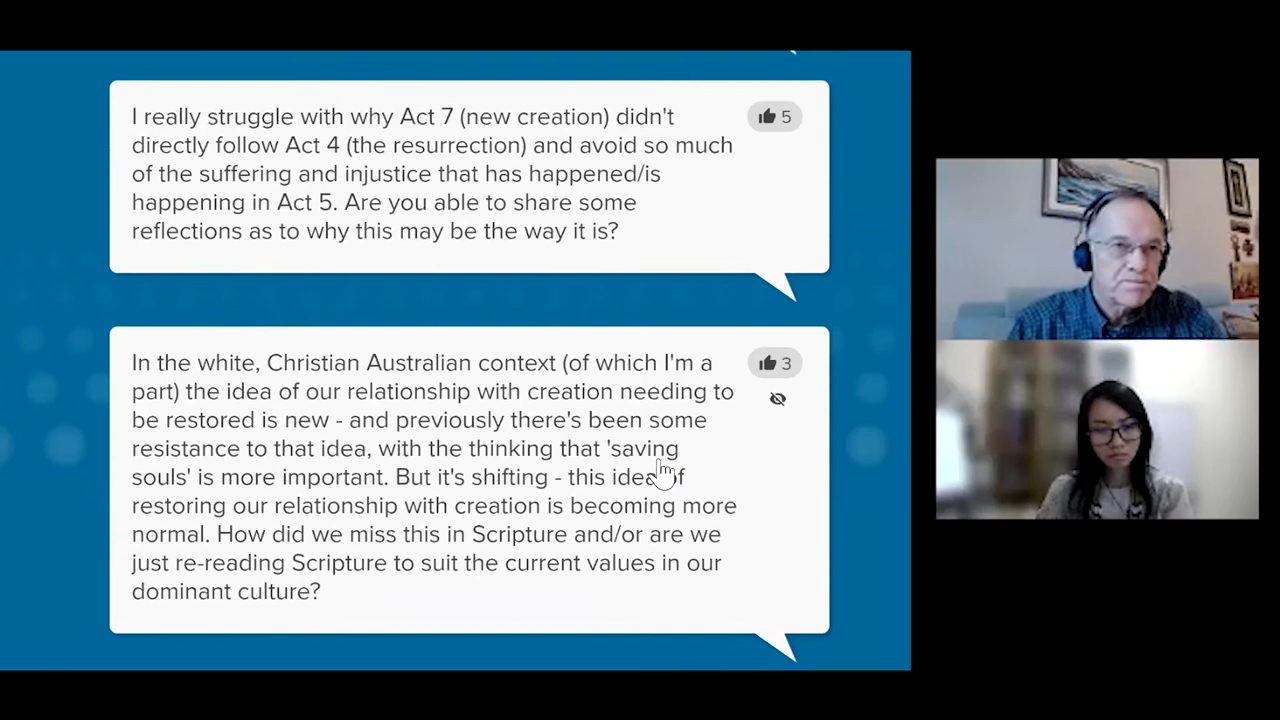 I really struggle with why Act 7 (new creation) didn't
directly follow Act 4 (the resurrection) and avoid so much
of the suffering and injustice that has happened/is
happening in Act 5. Are you able to share some
reflections as to why this may be the way it is?
5
In the white, Christian Australian context (of which I'm a
part) the idea of our relationship with creation needing to
be restored is new - and previously there's been some
resistance to that idea, with the thinking that 'saving
souls' is more important. But it's shifting - this idea of
restoring our relationship with creation is becoming more
normal. How did we miss this in Scripture and/or are we
just re-reading Scripture to suit the current values in our
dominant culture?
3